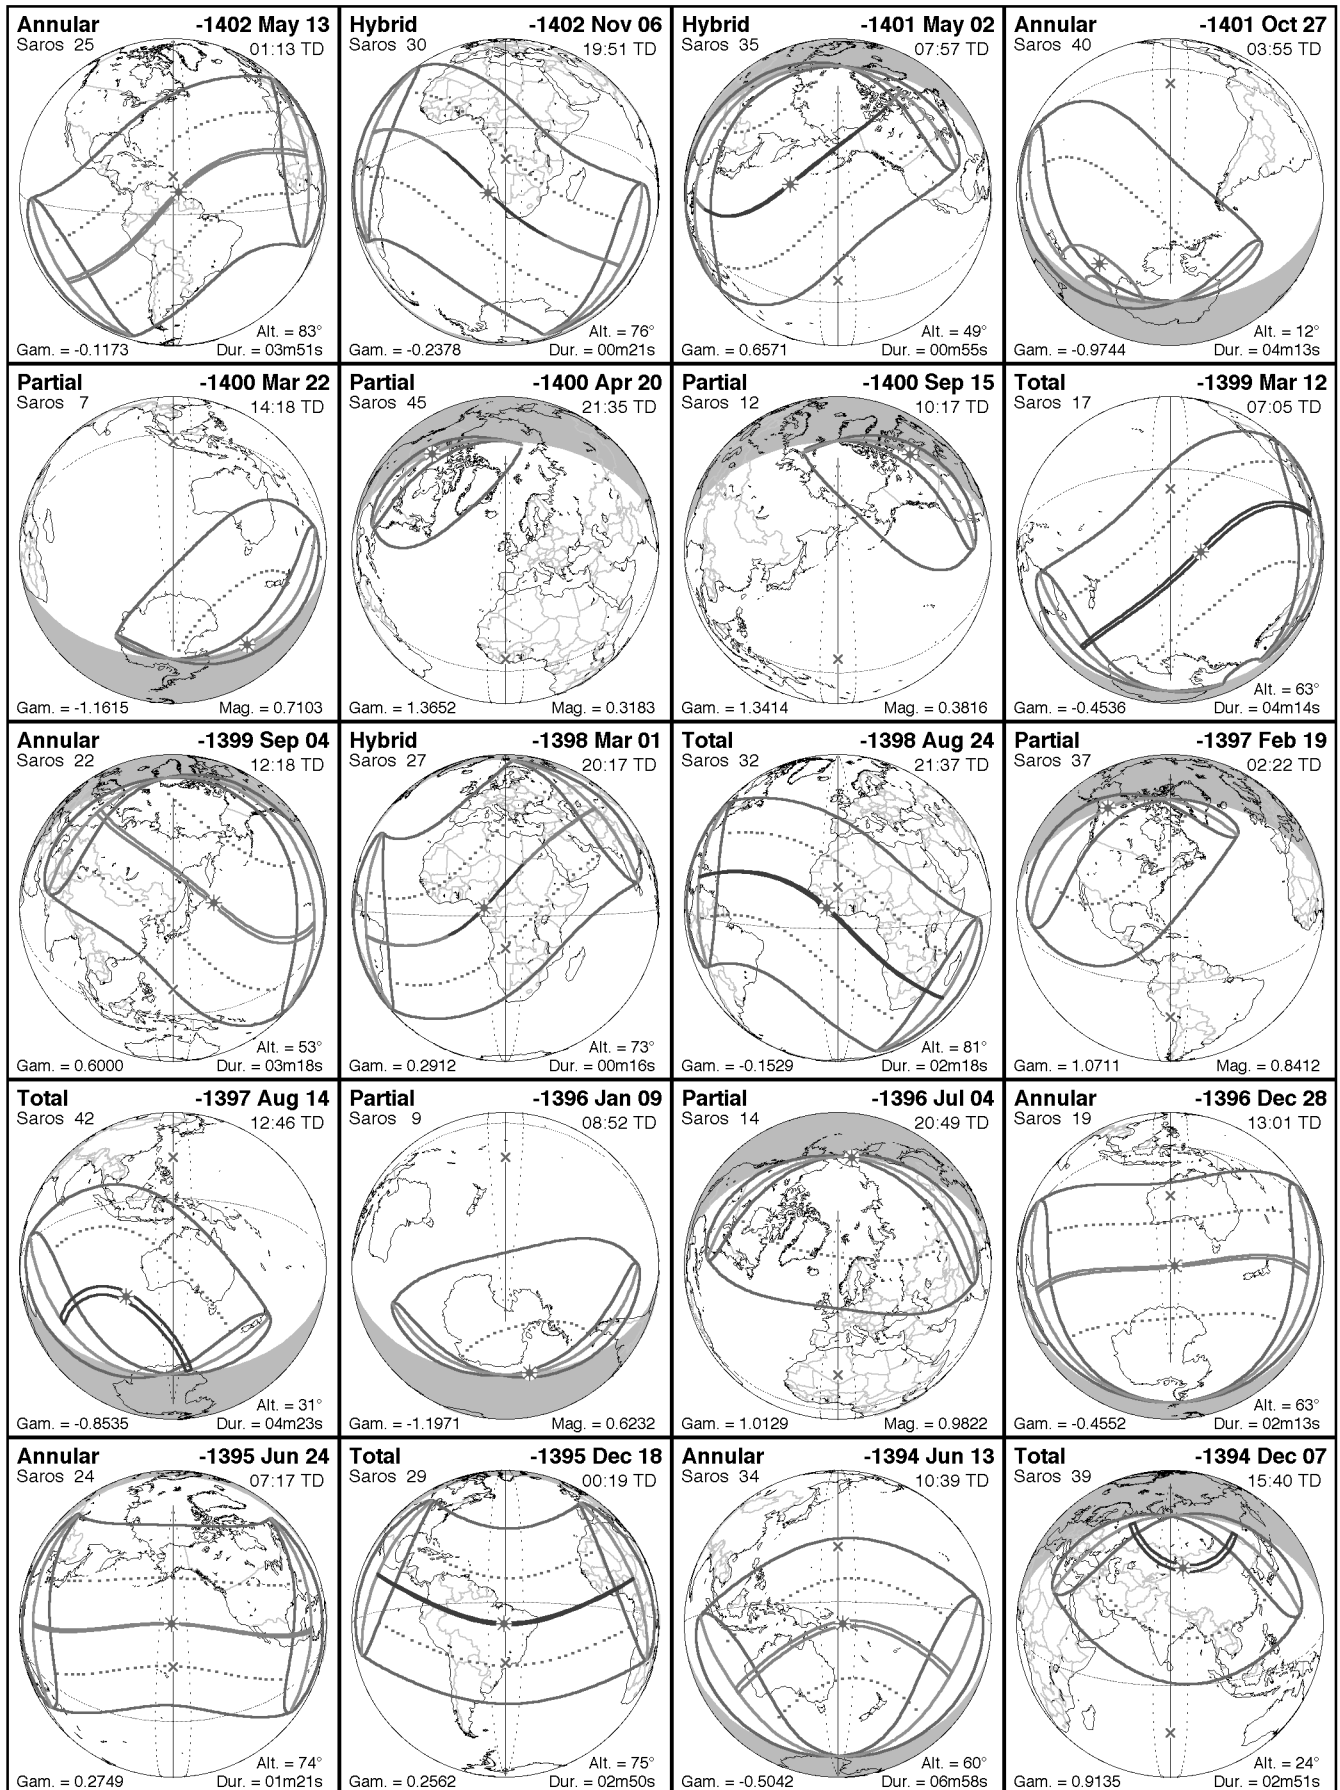 Annular -1402 May 13
Saros 25 01:13 TD
Alt. = 83°
Gam. = -0.1173 Dur. = 03m51s
Hybrid -1402 Nov 06
Saros 30 19:51 TD
Alt. = 76°
Gam. = -0.2378 Dur. = 00m21s
Hybrid -1401 May 02
Saros 35 07:57 TD
Alt. = 49°
Gam. = 0.6571 Dur. = 00m55s
Annular -1401 Oct 27
Saros 40 03:55 TD
Alt. = 12°
Gam. = -0.9744 Dur. = 04m13s
Partial -1400 Mar 22
Saros 7 14:18 TD
Gam. = -1.1615 Mag. = 0.7103
Partial -1400 Apr 20
Saros 45 21:35 TD
Gam. = 1.3652 Mag. = 0.3183
Partial -1400 Sep 15
Saros 12 10:17 TD
Gam. = 1.3414 Mag. = 0.3816
Total -1399 Mar 12
Saros 17 07:05 TD
Alt. = 63°
Gam. = -0.4536 Dur. = 04m14s
Annular -1399 Sep 04
Saros 22 12:18 TD
Alt. = 53°
Gam. = 0.6000 Dur. = 03m18s
Hybrid -1398 Mar 01
Saros 27 20:17 TD
Alt. = 73°
Gam. = 0.2912 Dur. = 00m16s
Total -1398 Aug 24
Saros 32 21:37 TD
Alt. = 81°
Gam. = -0.1529 Dur. = 02m18s
Partial -1397 Feb 19
Saros 37 02:22 TD
Gam. = 1.0711 Mag. = 0.8412
Total -1397 Aug 14
Saros 42 12:46 TD
Alt. = 31°
Gam. = -0.8535 Dur. = 04m23s
Partial -1396 Jan 09
Saros 9 08:52 TD
Gam. = -1.1971 Mag. = 0.6232
Partial -1396 Jul 04
Saros 14 20:49 TD
Gam. = 1.0129 Mag. = 0.9822
Annular -1396 Dec 28
Saros 19 13:01 TD
Alt. = 63°
Gam. = -0.4552 Dur. = 02m13s
Annular -1395 Jun 24
Saros 24 07:17 TD
Alt. = 74°
Gam. = 0.2749 Dur. = 01m21s
Total -1395 Dec 18
Saros 29 00:19 TD
Alt. = 75°
Gam. = 0.2562 Dur. = 02m50s
Annular -1394 Jun 13
Saros 34 10:39 TD
Alt. = 60°
Gam. = -0.5042 Dur. = 06m58s
Total -1394 Dec 07
Saros 39 15:40 TD
Alt. = 24°
Gam. = 0.9135 Dur. = 02m51s